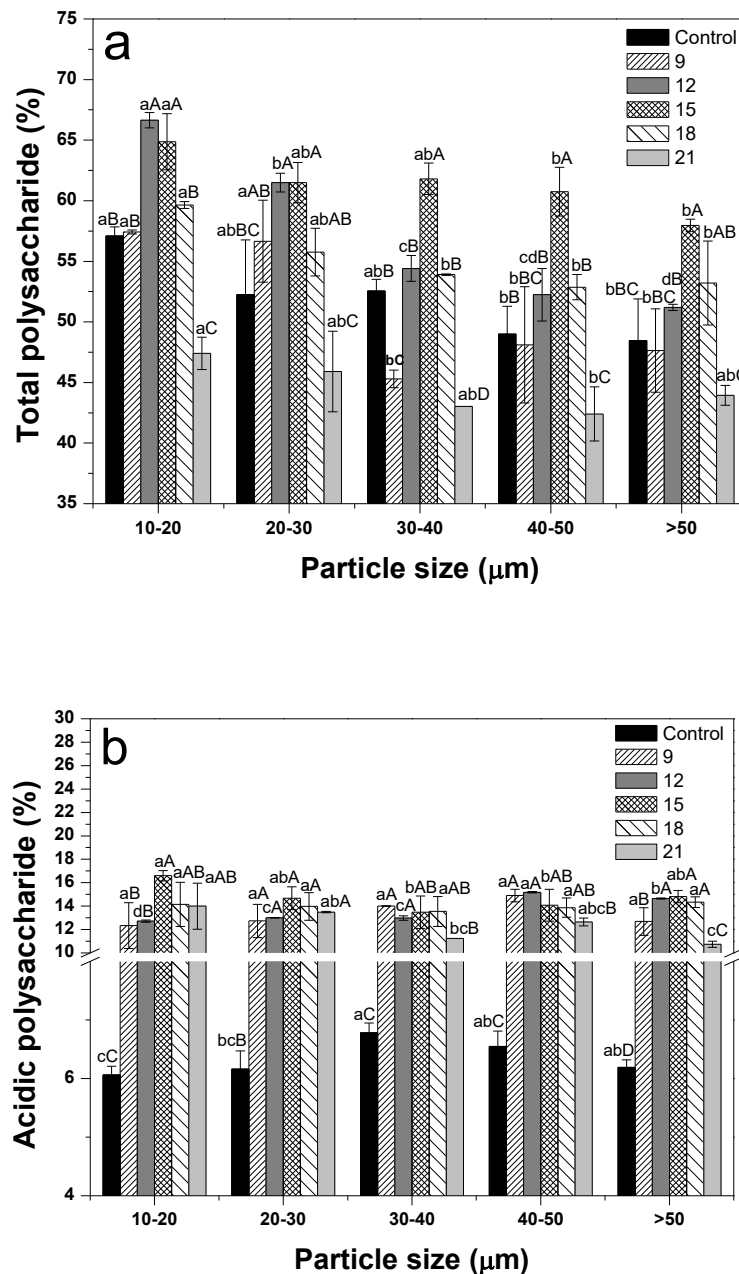 a
Control
9
12
15
18
21
75
70
65
60
55
50
45
40
35
Total polysaccharide (%)
aB aB aA aA aB aC
abBC aAB bA abA abAB abC
abB bC cB abA bB abD
bB bBC cdB bA bB bC
bBC bBC dB bA bAB abC
10-20 20-30 30-40 40-50 >50
Particle size (μm)
b
Control
9
12
15
18
21
30
28
26
24
22
20
18
16
14
12
10
6
4
Acidic polysaccharide (%)
cC aB dB aA aAB aAB
bcB aA cA abA aA abA
aC aA cA bAB aAB bcB
abC aA aA bAB aAB abcB
abD aB bA abA aA cC
10-20 20-30 30-40 40-50 >50
Particle size (μm)